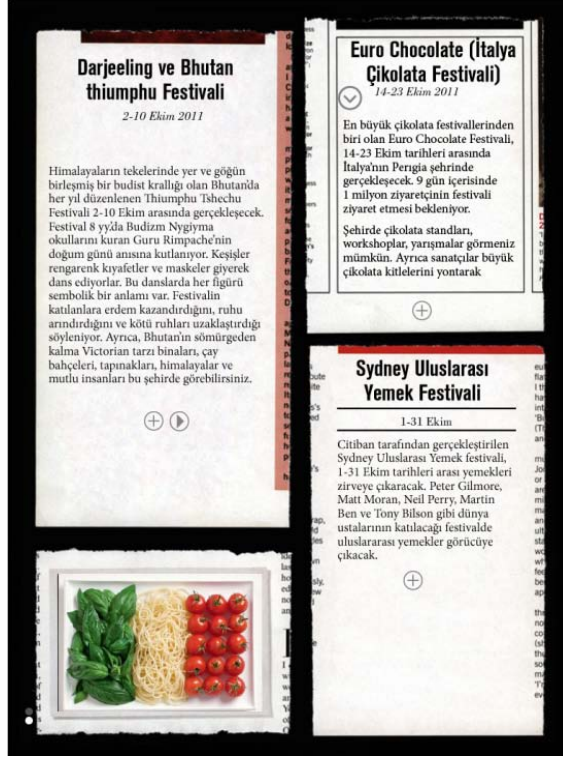 Darjeeling ve Bhutan
thiumphu Festivali
2-10 Ekim 2011
Himalayaların tekelerinde yer ve göğün
birleşmiş bir budist krallığı olan Bhutan'da
her yıl düzenlenen Thiumphu Tshechu
Festivali 2-10 Ekim arasında gerçekleşecek.
Festival 8 yy'da Budizm Nygiyma
okullarını kuran Guru Rimpache'nin
doğum günü anısına kutlanıyor. Keşişler
rengarenk kıyafetler ve maskeler giyerek
dans ediyorlar. Bu danslarda her figürü
sembolik bir anlamı var. Festivalin
katılanlara erdem kazandırdığını, ruhu
arındırdığını ve kötü ruhları uzaklaştırdığı
söyleniyor. Ayrıca, Bhutan'ın sömürgeden
kalma Victorian tarzı binaları, çay
bahçeleri, tapınakları, himalayalar ve
mutlu insanları bu şehirde görebilirsiniz.
Euro Chocolate (İtalya
Çikolata Festivali)
14-23 Ekim 2011
En büyük çikolata festivallerinden
biri olan Euro Chocolate Festivali,
14-23 Ekim tarihleri arasında
İtalya'nın Perıgia şehrinde
gerçekleşecek. 9 gün içerisinde
1 milyon ziyaretçinin festivali
ziyaret etmesi bekleniyor.
Şehirde çikolata standları,
workshoplar, yarışmalar görmeniz
mümkün. Ayrıca sanatçılar büyük
çikolata kitlelerini yontarak
Sydney Uluslarası
Yemek Festivali
1-31 Ekim
Citiban tarafından gerçekleştirilen
Sydney Uluslarası Yemek festivali,
1-31 Ekim tarihleri arası yemekleri
zirveye çıkaracak. Peter Gilmore,
Matt Moran, Neil Perry, Martin
Ben ve Tony Bilson gibi dünya
ustalarının katılacağı festivalde
uluslararası yemekler görücüye
çıkacak.